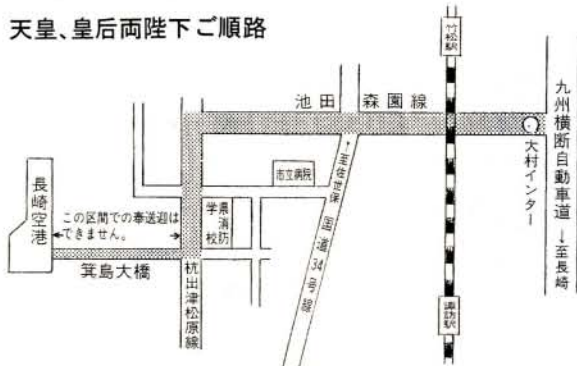 天皇、皇后両陛下ご順路
竹松駅
池田 森園線
九州横断自動車道 →至長崎
大村インター
市立病院
←至佐世保 国道34号線
長崎空港
この区間での奉送迎は
できません。
県消防
学校
箕島大橋
杭出津松原線
諏訪駅